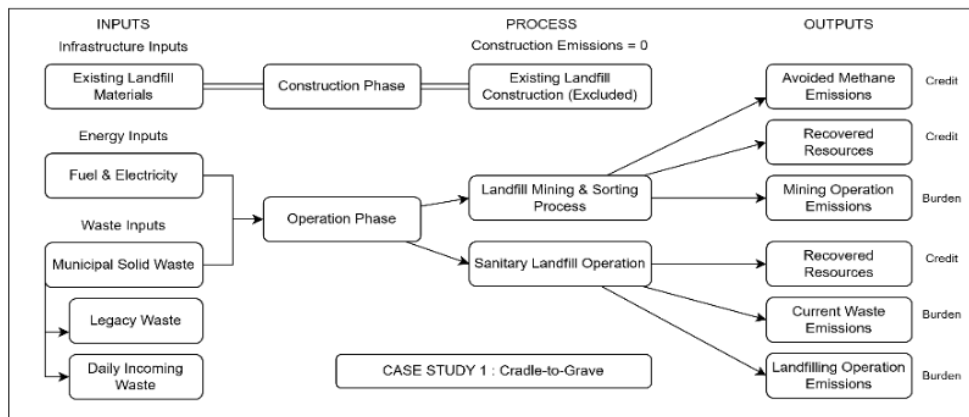 INPUTS
PROCESS
OUTPUTS
Infrastructure Inputs
Construction Emissions = 0
Existing Landfill
Materials
Construction Phase
Existing Landfill
Construction (Excluded)
Avoided Methane
Emissions
Credit
Energy Inputs
Recovered
Resources
Credit
Fuel & Electricity
Landfill Mining & Sorting
Process
Mining Operation
Emissions
Burden
Operation Phase
Waste Inputs
Municipal Solid Waste
Sanitary Landfill Operation
Recovered
Resources
Credit
Legacy Waste
Current Waste
Emissions
Burden
Daily Incoming
Waste
CASE STUDY 1 : Cradle-to-Grave
Landfilling Operation
Emissions
Burden